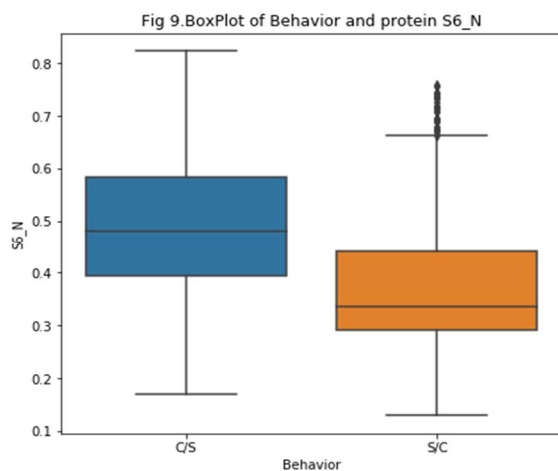 Fig 9.BoxPlot of Behavior and protein S6_N
0.8
0.7
0.6
0.5
0.4
0.3
0.2
0.1
S6_N
C/S
S/C
Behavior